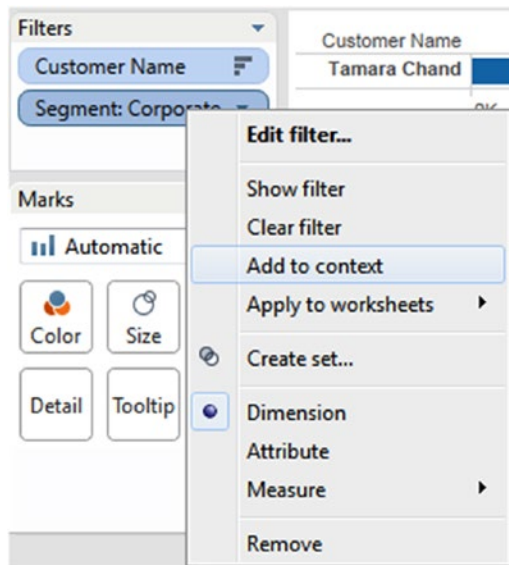 Filters
Customer Name
Segment: Corporate
Customer Name
Tamara Chand
0K
Edit filter...
Show filter
Clear filter
Add to context
Apply to worksheets
Create set...
Dimension
Attribute
Measure
Remove
Marks
Automatic
Color
Size
Detail
Tooltip